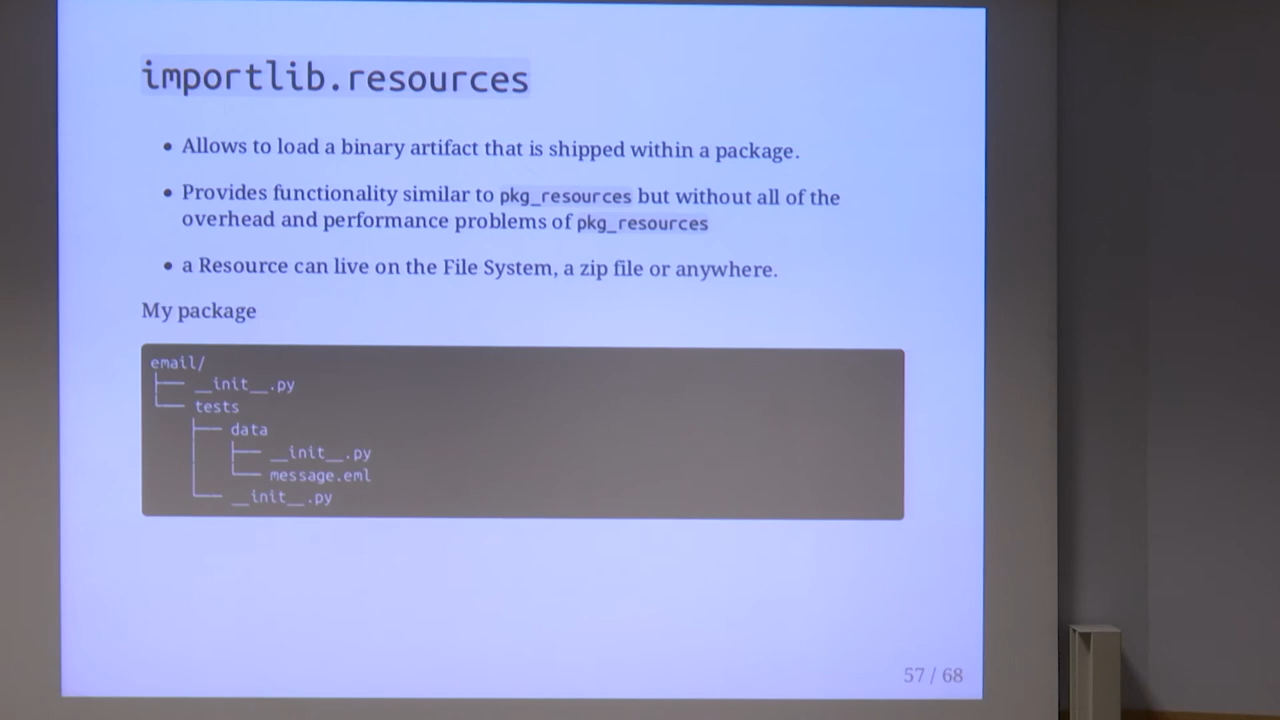 importlib.resources
• Allows to load a binary artifact that is shipped within a package.
• Provides functionality similar to pkg_resources but without all of the
overhead and performance problems of pkg_resources
• a Resource can live on the File System, a zip file or anywhere.
My package
email/
├── __init__.py
└── tests
    ├── data
    │   ├── __init__.py
    │   └── message.eml
    └── __init__.py
57 / 68